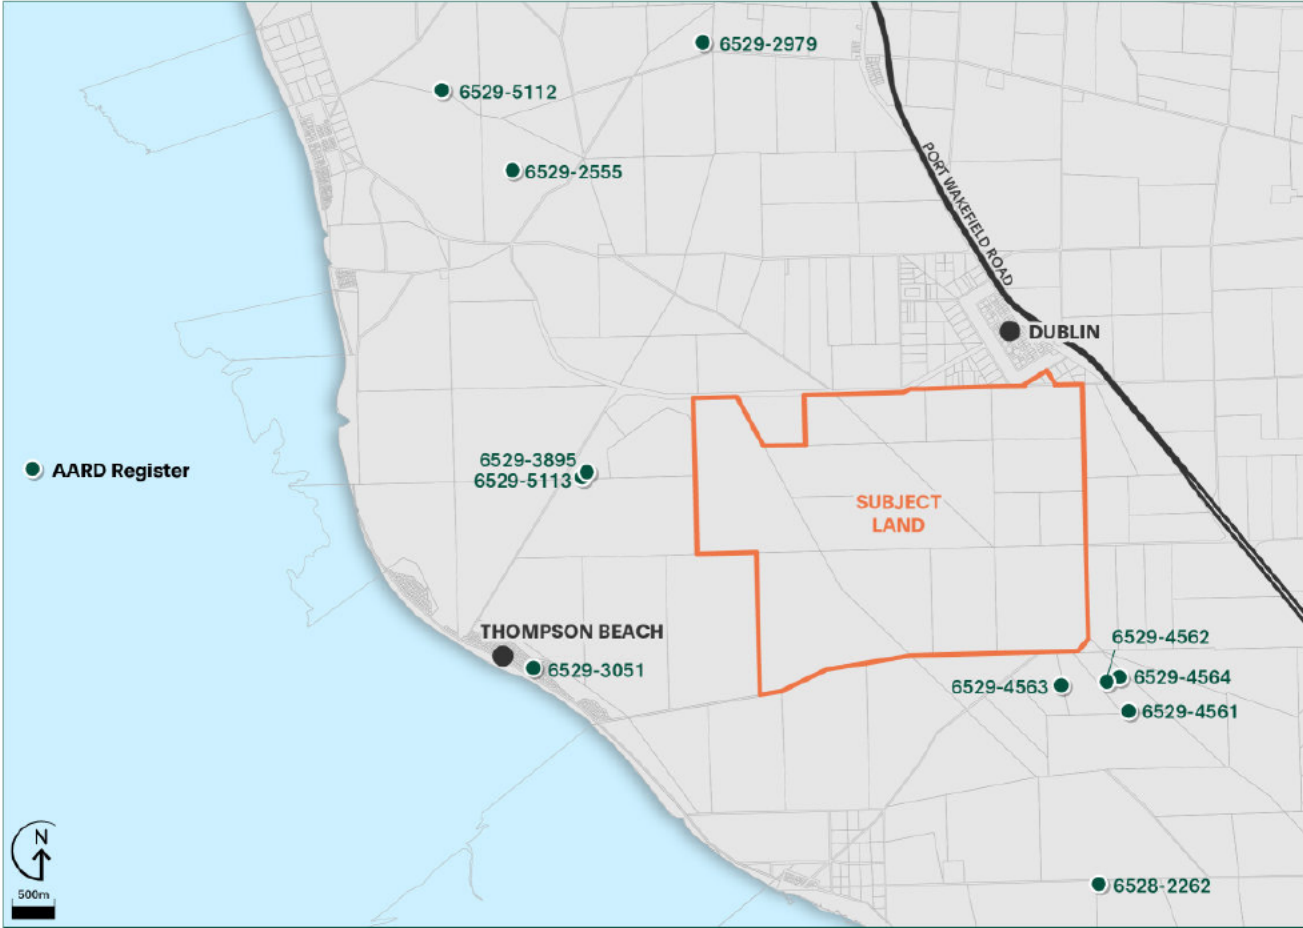 6529-2979
6529-5112
PORT WAKEFIELD ROAD
6529-2555
DUBLIN
6529-3895
AARD Register
6529-5113
SUBJECT
LAND
THOMPSON BEACH
6529-4562
6529-3051
6529-4564
6529-4563
6529-4561
N
500m
6528-2262